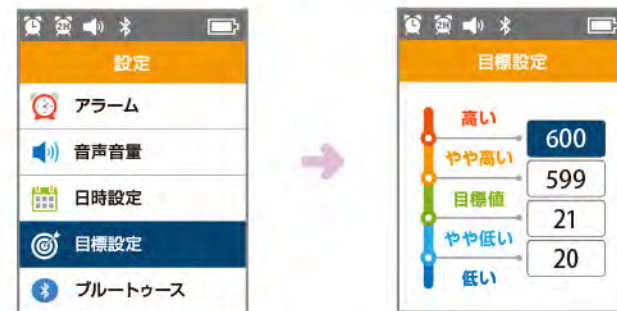 2H
設定
アラーム
音声音量
日時設定
目標設定
ブルートゥース
2H
目標設定
高い
600
やや高い
599
目標値
21
やや低い
20
低い